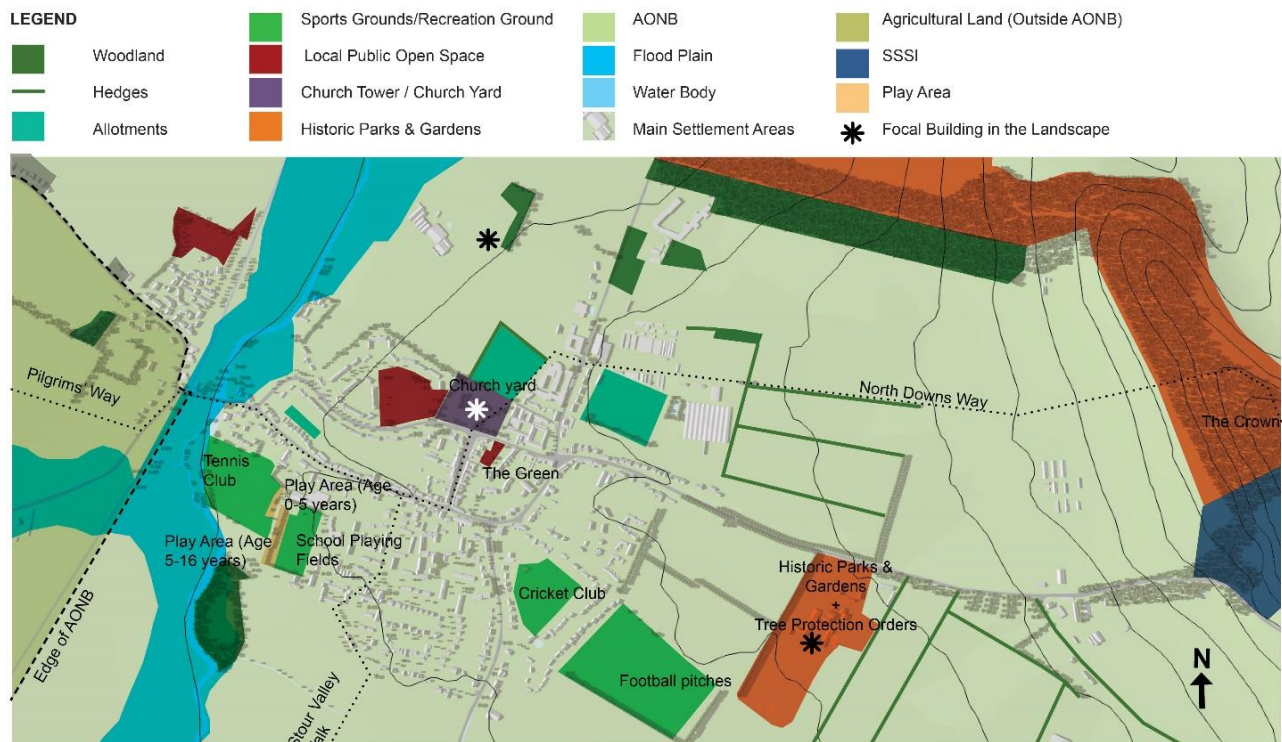 LEGEND
Woodland
Hedges
Allotments
Sports Grounds/Recreation Ground
Local Public Open Space
Church Tower / Church Yard
Historic Parks & Gardens
AONB
Flood Plain
Water Body
Main Settlement Areas
Agricultural Land (Outside AONB)
SSSI
Play Area
Focal Building in the Landscape
Pilgrims' Way
Church yard
North Downs Way
The Crown
The Green
Tennis
Club
Play Area (Age
0-5 years)
Play Area (Age
5-16 years)
School Playing
Fields
Cricket Club
Historic Parks &
Gardens
+
Tree Protection Orders
Football pitches
Edge of AONB
Stour Valley
N